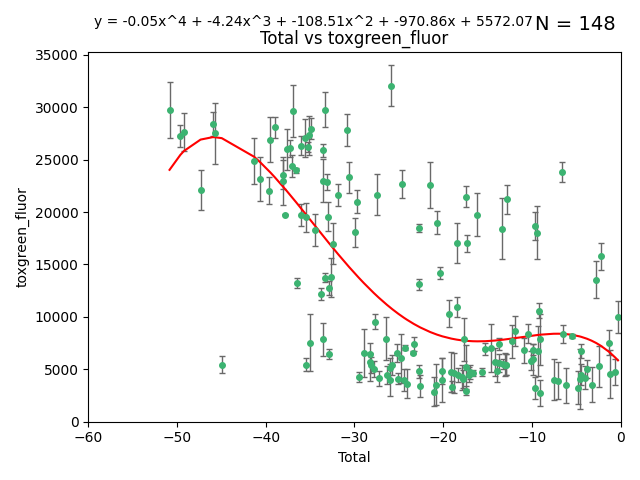 y = -0.05x^4 + -4.24x^3 + -108.51x^2 + -970.86x + 5572.07 N = 148
Total vs toxgreen_fluor
35000
30000
25000
20000
15000
10000
5000
0
toxgreen_fluor
−60 −50 −40 −30 −20 −10 0
Total